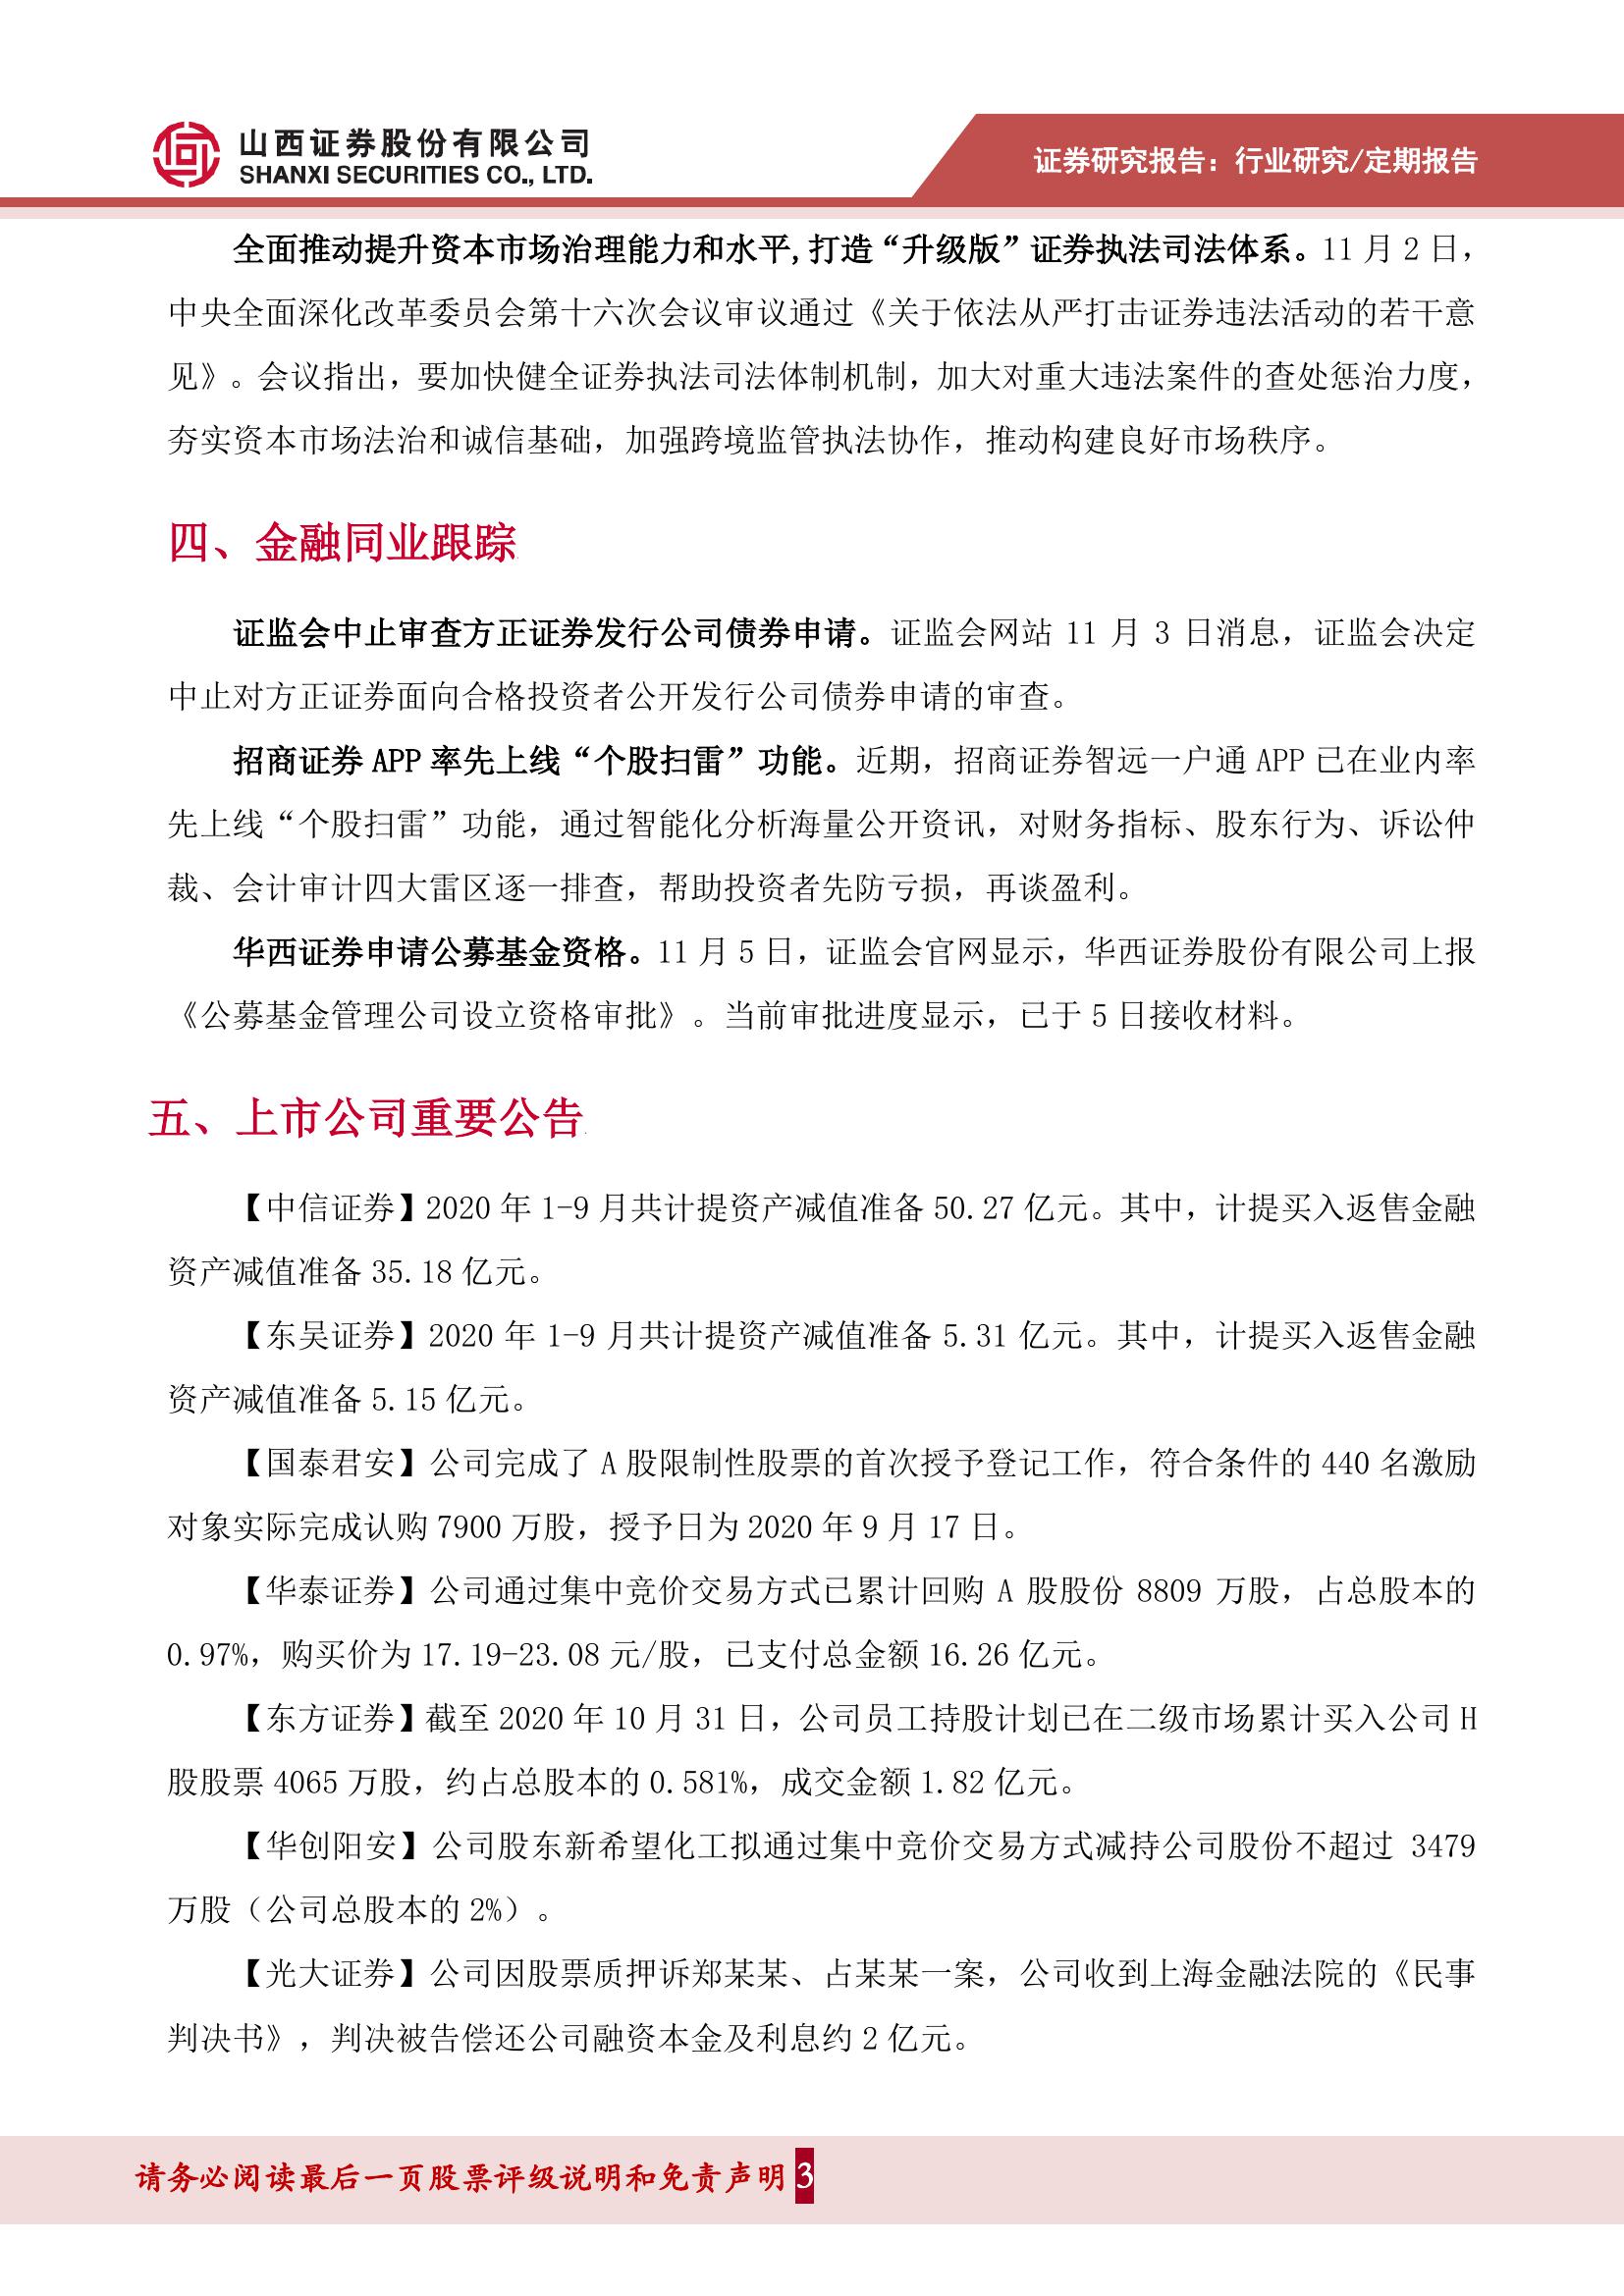 山西证券股份有限公司
SHANXI SECURITIES CO., LTD.
证券研究报告：行业研究/定期报告
全面推动提升资本市场治理能力和水平,打造“升级版”证券执法司法体系。11 月 2 日，
中央全面深化改革委员会第十六次会议审议通过《关于依法从严打击证券违法活动的若干意
见》。会议指出，要加快健全证券执法司法体制机制，加大对重大违法案件的查处惩治力度，
夯实资本市场法治和诚信基础，加强跨境监管执法协作，推动构建良好市场秩序。
四、金融同业跟踪
证监会中止审查方正证券发行公司债券申请。证监会网站 11 月 3 日消息，证监会决定
中止对方正证券面向合格投资者公开发行公司债券申请的审查。
招商证券 APP 率先上线“个股扫雷”功能。近期，招商证券智远一户通 APP 已在业内率
先上线“个股扫雷”功能，通过智能化分析海量公开资讯，对财务指标、股东行为、诉讼仲
裁、会计审计四大雷区逐一排查，帮助投资者先防亏损，再谈盈利。
华西证券申请公募基金资格。11 月 5 日，证监会官网显示，华西证券股份有限公司上报
《公募基金管理公司设立资格审批》。当前审批进度显示，已于 5 日接收材料。
五、上市公司重要公告
【中信证券】2020 年 1-9 月共计提资产减值准备 50.27 亿元。其中，计提买入返售金融
资产减值准备 35.18 亿元。
【东吴证券】2020 年 1-9 月共计提资产减值准备 5.31 亿元。其中，计提买入返售金融
资产减值准备 5.15 亿元。
【国泰君安】公司完成了 A 股限制性股票的首次授予登记工作，符合条件的 440 名激励
对象实际完成认购 7900 万股，授予日为 2020 年 9 月 17 日。
【华泰证券】公司通过集中竞价交易方式已累计回购 A 股股份 8809 万股，占总股本的
0.97%，购买价为 17.19-23.08 元/股，已支付总金额 16.26 亿元。
【东方证券】截至 2020 年 10 月 31 日，公司员工持股计划已在二级市场累计买入公司 H
股股票 4065 万股，约占总股本的 0.581%，成交金额 1.82 亿元。
【华创阳安】公司股东新希望化工拟通过集中竞价交易方式减持公司股份不超过 3479
万股（公司总股本的 2%）。
【光大证券】公司因股票质押诉郑某某、占某某一案，公司收到上海金融法院的《民事
判决书》，判决被告偿还公司融资本金及利息约 2 亿元。
请务必阅读最后一页股票评级说明和免责声明 3